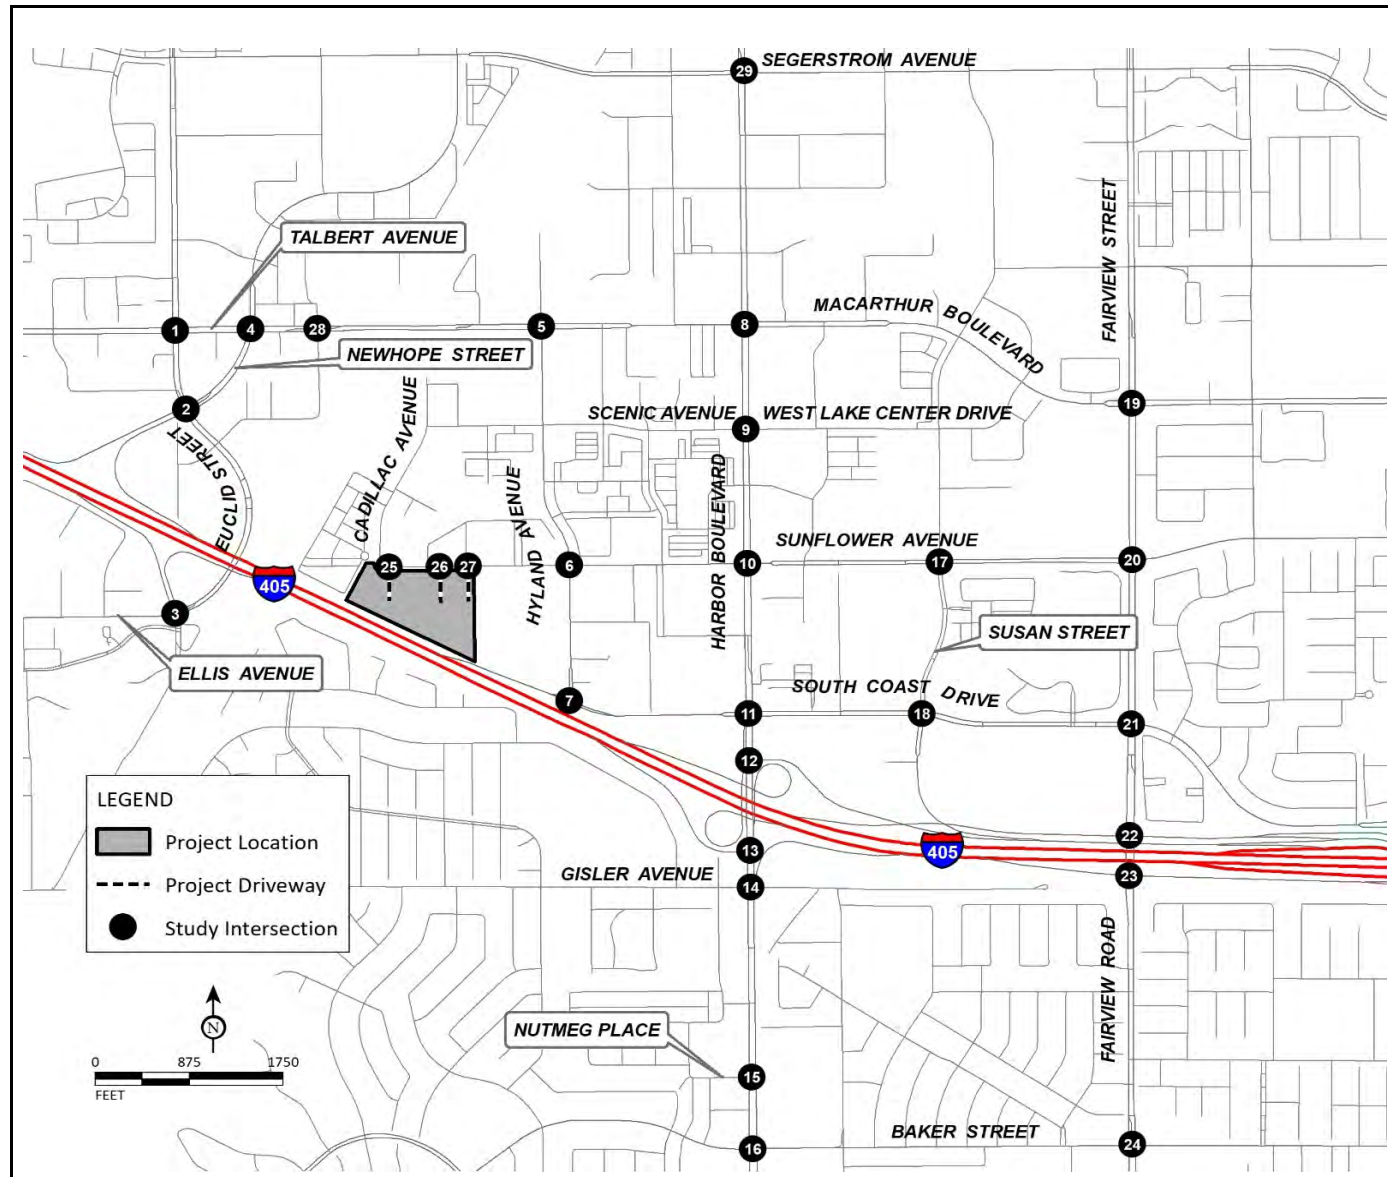 29
SEGERSTROM AVENUE
FAIRVIEW STREET
TALBERT AVENUE
MACARTHUR BOULEVARD
1
4
28
5
8
NEWHOPE STREET
CADILLAC AVENUE
2
SCENIC AVENUE
WEST LAKE CENTER DRIVE
19
9
EUCLID STREET
HYLAND AVENUE
HARBOR BOULEVARD
SUNFLOWER AVENUE
25
26
27
6
10
17
20
405
3
SUSAN STREET
ELLIS AVENUE
SOUTH COAST DRIVE
7
11
18
21
12
LEGEND
Project Location
Project Driveway
Study Intersection
22
13
405
GISLER AVENUE
14
23
FAIRVIEW ROAD
N
NUTMEG PLACE
0 875 1750
FEET
15
BAKER STREET
16
24